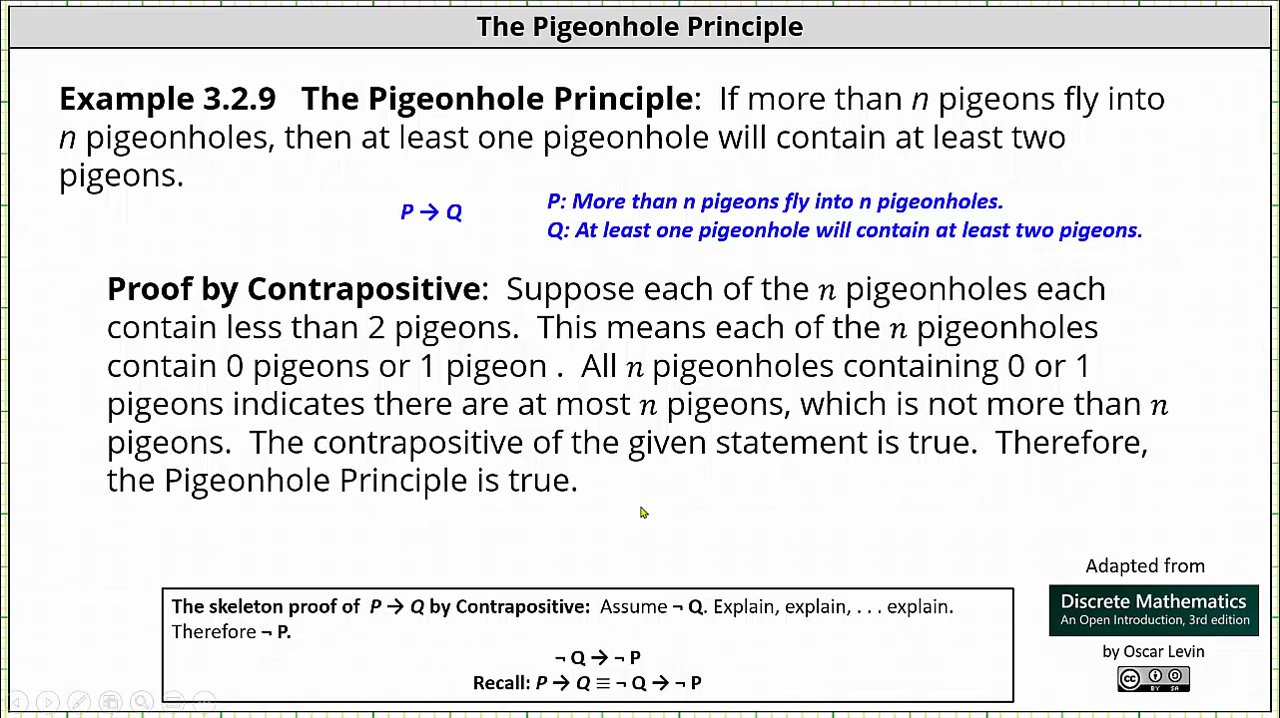 The Pigeonhole Principle
Example 3.2.9 The Pigeonhole Principle: If more than n pigeons fly into
n pigeonholes, then at least one pigeonhole will contain at least two
pigeons.
P → Q
P: More than n pigeons fly into n pigeonholes.
Q: At least one pigeonhole will contain at least two pigeons.
Proof by Contrapositive: Suppose each of the n pigeonholes each
contain less than 2 pigeons. This means each of the n pigeonholes
contain 0 pigeons or 1 pigeon . All n pigeonholes containing 0 or 1
pigeons indicates there are at most n pigeons, which is not more than n
pigeons. The contrapositive of the given statement is true. Therefore,
the Pigeonhole Principle is true.
The skeleton proof of P → Q by Contrapositive: Assume ¬ Q. Explain, explain, . . . explain.
Therefore ¬ P.
¬ Q → ¬ P
Recall: P → Q ≡ ¬ Q → ¬ P
Adapted from
Discrete Mathematics
An Open Introduction, 3rd edition
by Oscar Levin
cc BY SA